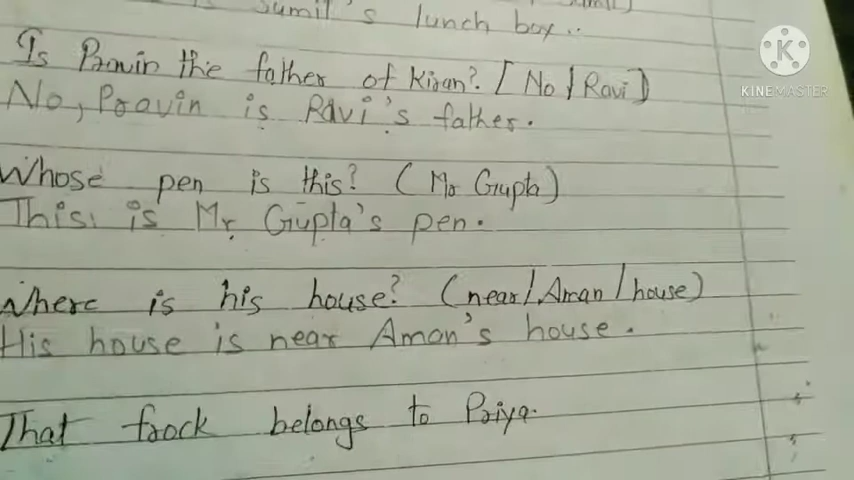 Sumil's lunch box..
Is Pravin the father of Kiran? [No/Ravi]
No, Pravin is Ravi's father.
Whose pen is this? (Mr Gupta)
This is Mr Gupta's pen.
Where is his house? (near/Aman/house)
His house is near Aman's house.
That frock belongs to Priya.
K
KINEMASTER